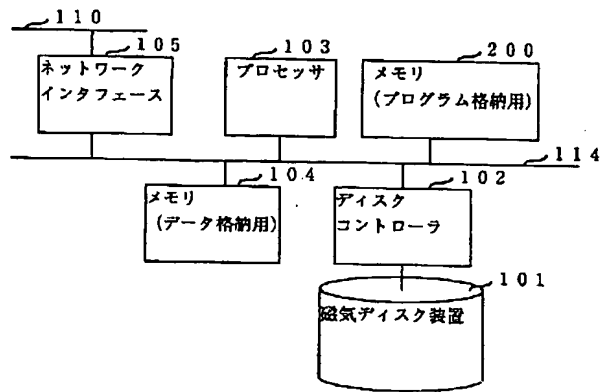 110
105
ネットワーク
インタフェース
103
プロセッサ
200
メモリ
(プログラム格納用)
114
104
メモリ
(データ格納用)
102
ディスク
コントローラ
101
磁気ディスク装置